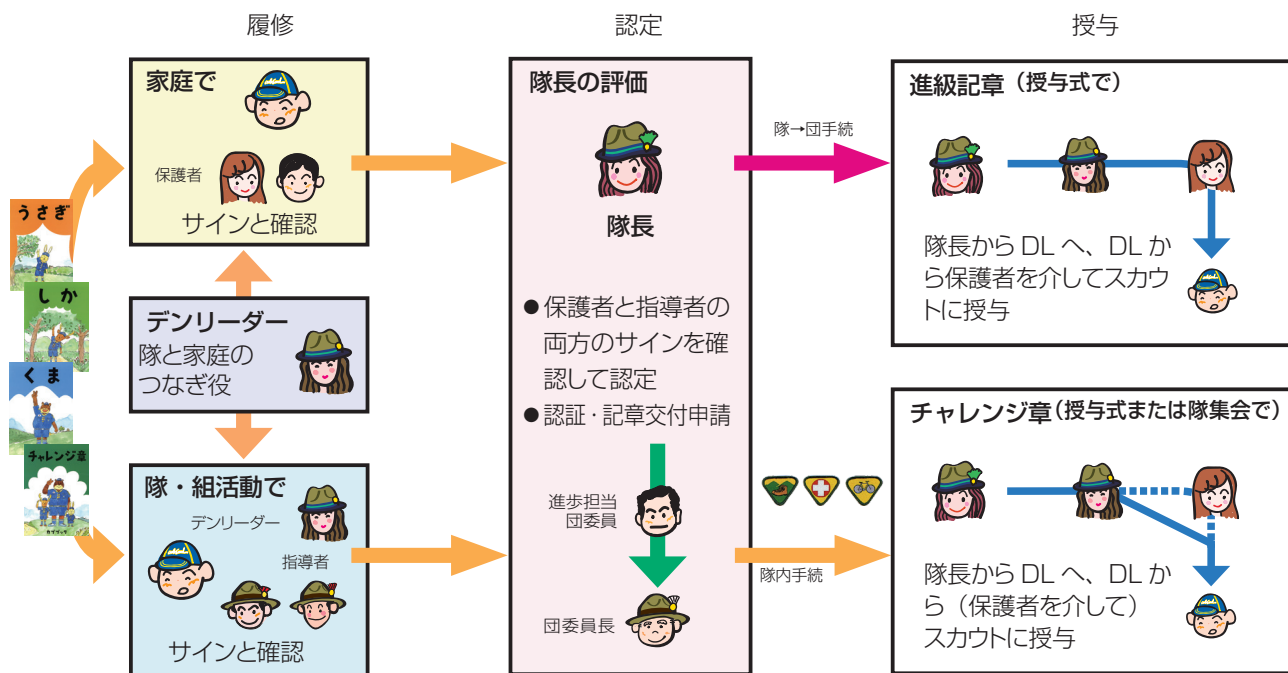 履修
認定
授与
うさぎ
しか
くま
チャレンジ章
カブブック
家庭で
保護者
サインと確認
デンリーダー
隊と家庭の
つなぎ役
隊・組活動で
デンリーダー
指導者
サインと確認
隊長の評価
隊長
●保護者と指導者の
両方のサインを確
認して認定
●認証・記章交付申請
進歩担当
団委員
団委員長
隊→団手続
隊内手続
進級記章（授与式で）
隊長から DL へ、DL か
ら保護者を介してスカウ
トに授与
チャレンジ章（授与式または隊集会で）
隊長から DL へ、DL か
ら（保護者を介して）
スカウトに授与